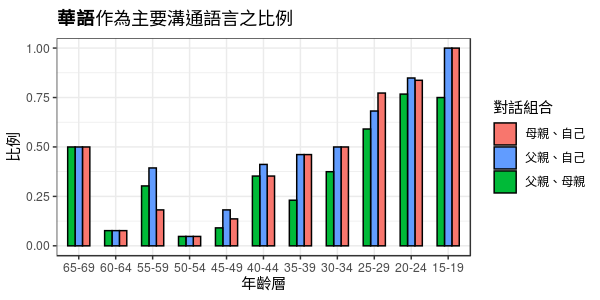 華語作為主要溝通語言之比例
1.00
0.75
0.50
0.25
0.00
比例
65-69 60-64 55-59 50-54 45-49 40-44 35-39 30-34 25-29 20-24 15-19
年齡層
對話組合
母親、自己
父親、自己
父親、母親